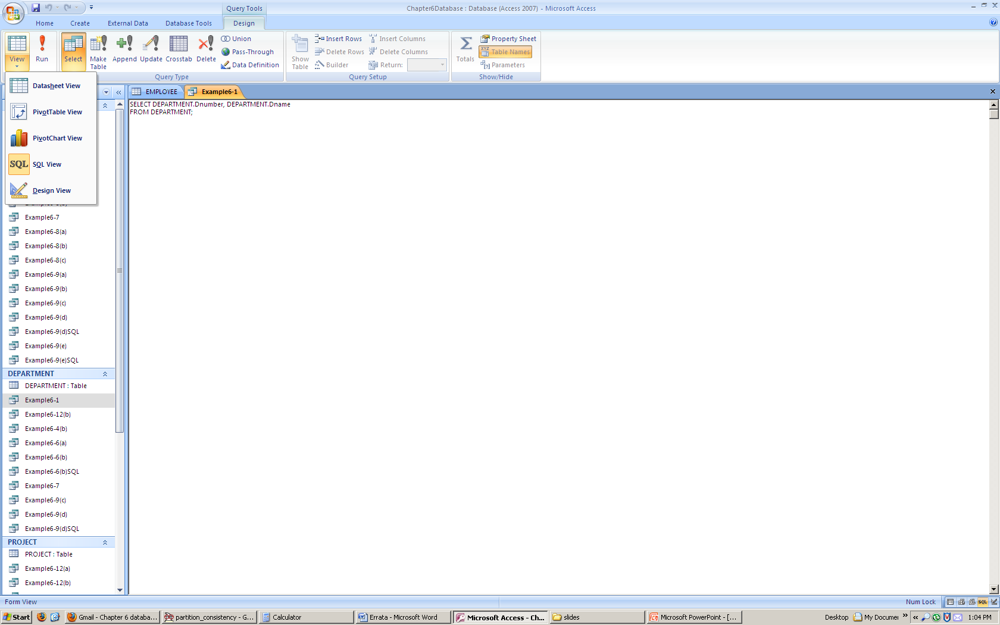 Query Tools
Chapter6Database : Database (Access 2007) - Microsoft Access
Home Create External Data Database Tools Design
View
Run
Select
Make Table
Append
Update
Crosstab
Delete
Union
Pass-Through
Data Definition
Query Type
Show Table
Insert Rows
Delete Rows
Builder
Insert Columns
Delete Columns
Return:
Query Setup
Totals
Property Sheet
Table Names
Parameters
Show/Hide
Datasheet View
PivotTable View
PivotChart View
SQL SQL View
Design View
EMPLOYEE
Example6-1
SELECT DEPARTMENT.Dnumber, DEPARTMENT.Dname
FROM DEPARTMENT;
Example6-7
Example6-8(a)
Example6-8(b)
Example6-8(c)
Example6-9(a)
Example6-9(b)
Example6-9(c)
Example6-9(d)
Example6-9(d)SQL
Example6-9(e)
Example6-9(e)SQL
DEPARTMENT
DEPARTMENT : Table
Example6-1
Example6-12(b)
Example6-4(b)
Example6-6(a)
Example6-6(b)
Example6-6(b)SQL
Example6-7
Example6-9(c)
Example6-9(d)
Example6-9(d)SQL
PROJECT
PROJECT : Table
Example6-12(a)
Example6-12(b)
Form View
Num Lock
SQL
Start
Gmail - Chapter 6 databa...
partition_consistency - G...
Calculator
Errata - Microsoft Word
Microsoft Access - Ch...
slides
Microsoft PowerPoint - [...
Desktop
My Documer
1:04 PM